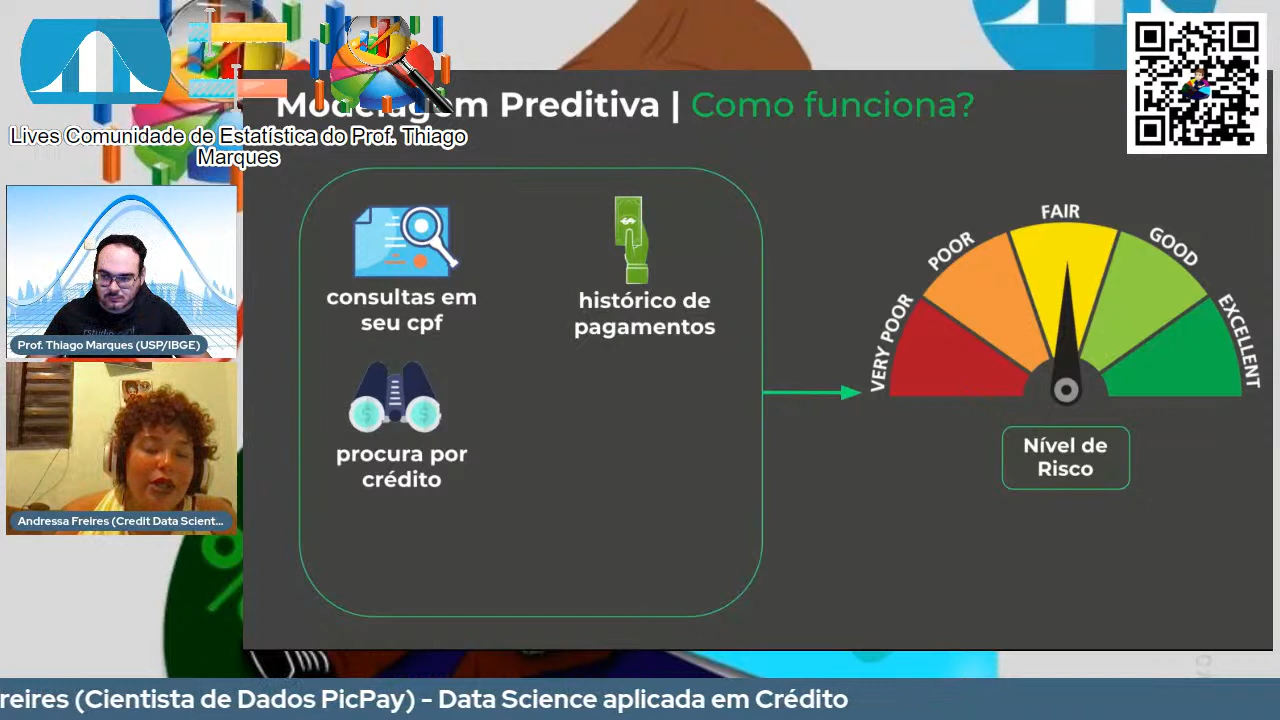 Modelagem Preditiva | Como funciona?
Lives Comunidade de Estatística do Prof. Thiago
Marques
consultas em
seu cpf
histórico de
pagamentos
procura por
crédito
VERY POOR
POOR
FAIR
GOOD
EXCELLENT
Nível de
Risco
rstudio
Prof. Thiago Marques (USP/IBGE)
Andressa Freires (Credit Data Scient...
reires (Cientista de Dados PicPay) - Data Science aplicada em Crédito